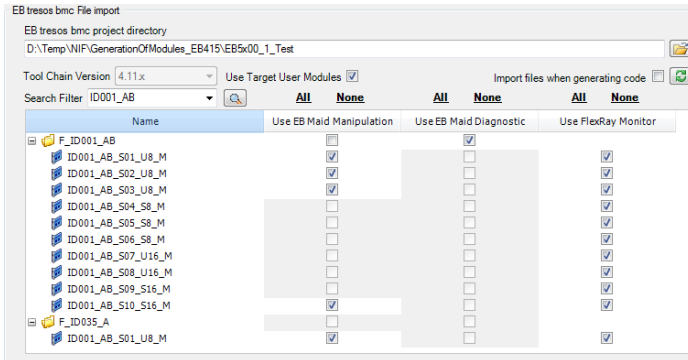 EB tresos bmc File import
EB tresos bmc project directory
D:\Temp\NIF\GenerationOfModules_EB415\EB5x00_1_Test
Tool Chain Version 4.11.x Use Target User Modules Import files when generating code
Search Filter ID001_AB All None All None All None
Name Use EB Maid Manipulation Use EB Maid Diagnostic Use FlexRay Monitor
F_ID001_AB
ID001_AB_S01_U8_M
ID001_AB_S02_U8_M
ID001_AB_S03_U8_M
ID001_AB_S04_S8_M
ID001_AB_S05_S8_M
ID001_AB_S06_S8_M
ID001_AB_S07_U16_M
ID001_AB_S08_U16_M
ID001_AB_S09_S16_M
ID001_AB_S10_S16_M
F_ID035_A
ID001_AB_S01_U8_M